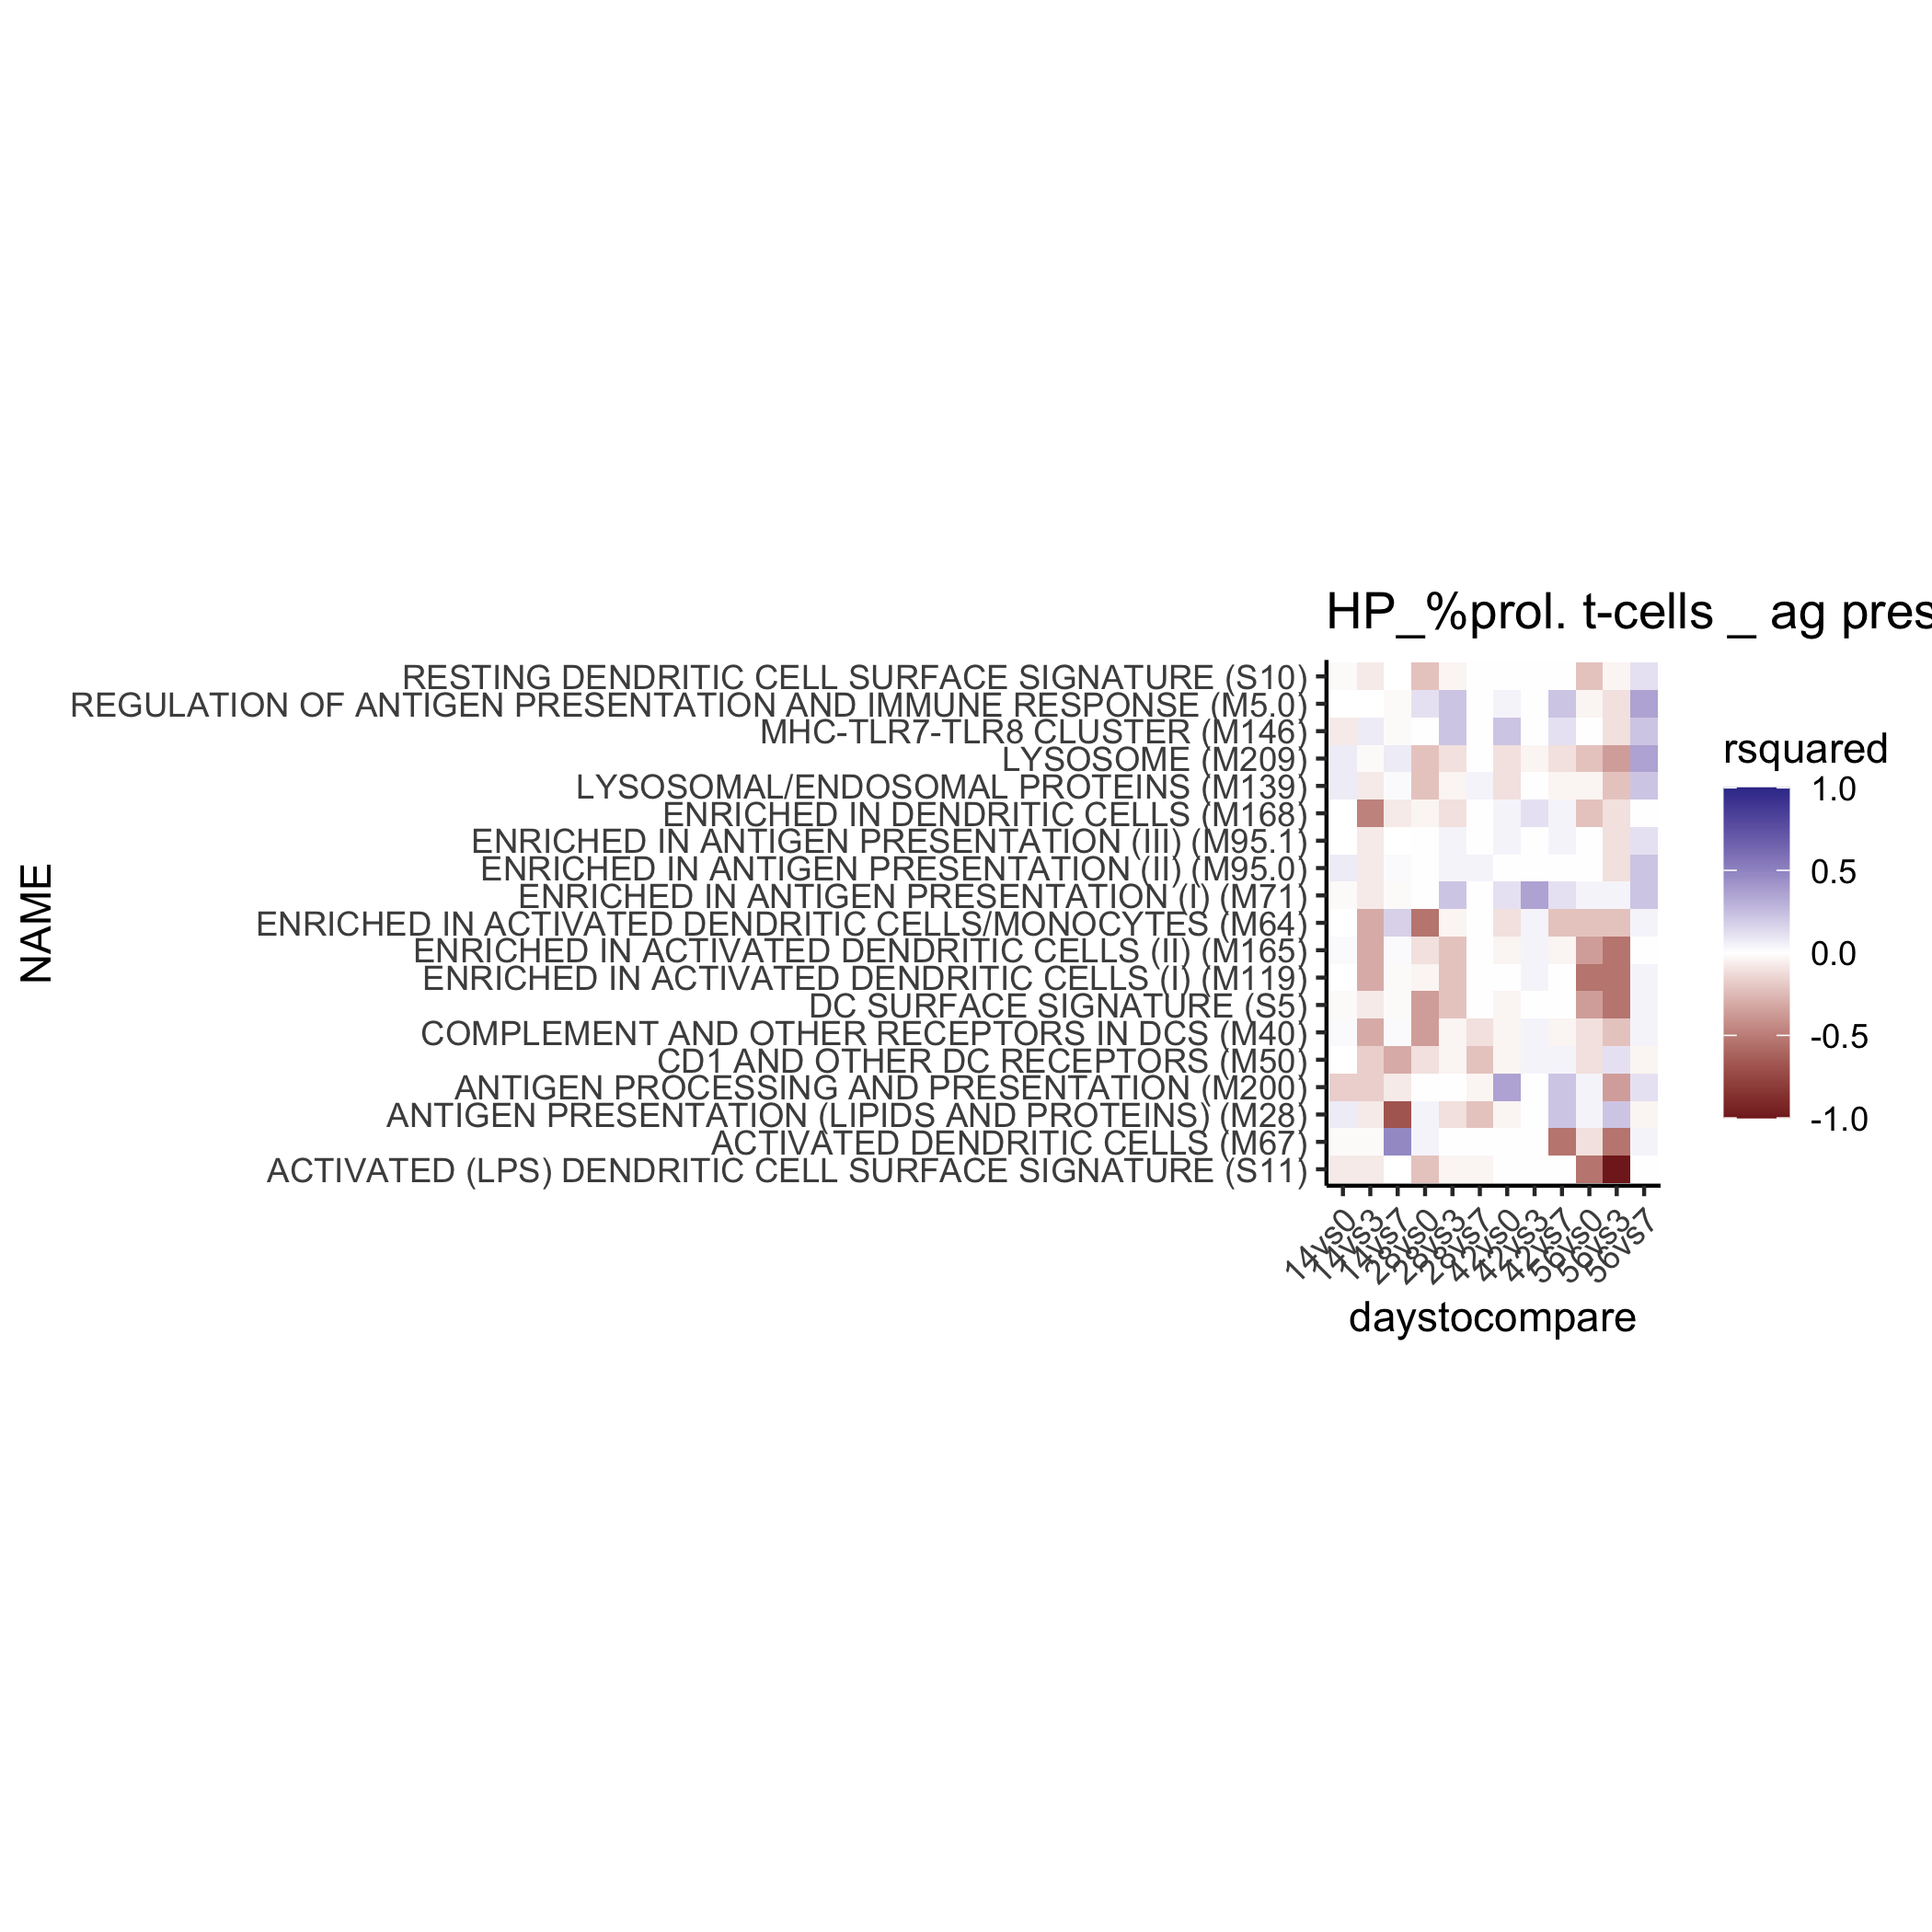 HP_%prol. t-cells _ ag pres
NAME
RESTING DENDRITIC CELL SURFACE SIGNATURE (S10)
REGULATION OF ANTIGEN PRESENTATION AND IMMUNE RESPONSE (M5.0)
MHC-TLR7-TLR8 CLUSTER (M146)
LYSOSOME (M209)
LYSOSOMAL/ENDOSOMAL PROTEINS (M139)
ENRICHED IN DENDRITIC CELLS (M168)
ENRICHED IN ANTIGEN PRESENTATION (III) (M95.1)
ENRICHED IN ANTIGEN PRESENTATION (II) (M95.0)
ENRICHED IN ANTIGEN PRESENTATION (I) (M71)
ENRICHED IN ACTIVATED DENDRITIC CELLS/MONOCYTES (M64)
ENRICHED IN ACTIVATED DENDRITIC CELLS (II) (M165)
ENRICHED IN ACTIVATED DENDRITIC CELLS (I) (M119)
DC SURFACE SIGNATURE (S5)
COMPLEMENT AND OTHER RECEPTORS IN DCS (M40)
CD1 AND OTHER DC RECEPTORS (M50)
ANTIGEN PROCESSING AND PRESENTATION (M200)
ANTIGEN PRESENTATION (LIPIDS AND PROTEINS) (M28)
ACTIVATED DENDRITIC CELLS (M67)
ACTIVATED (LPS) DENDRITIC CELL SURFACE SIGNATURE (S11)
14vs0
14vs3
14vs7
28vs0
28vs3
28vs7
42vs0
42vs3
42vs7
56vs0
56vs3
56vs7
daystocompare
rsquared
1.0
0.5
0.0
-0.5
-1.0